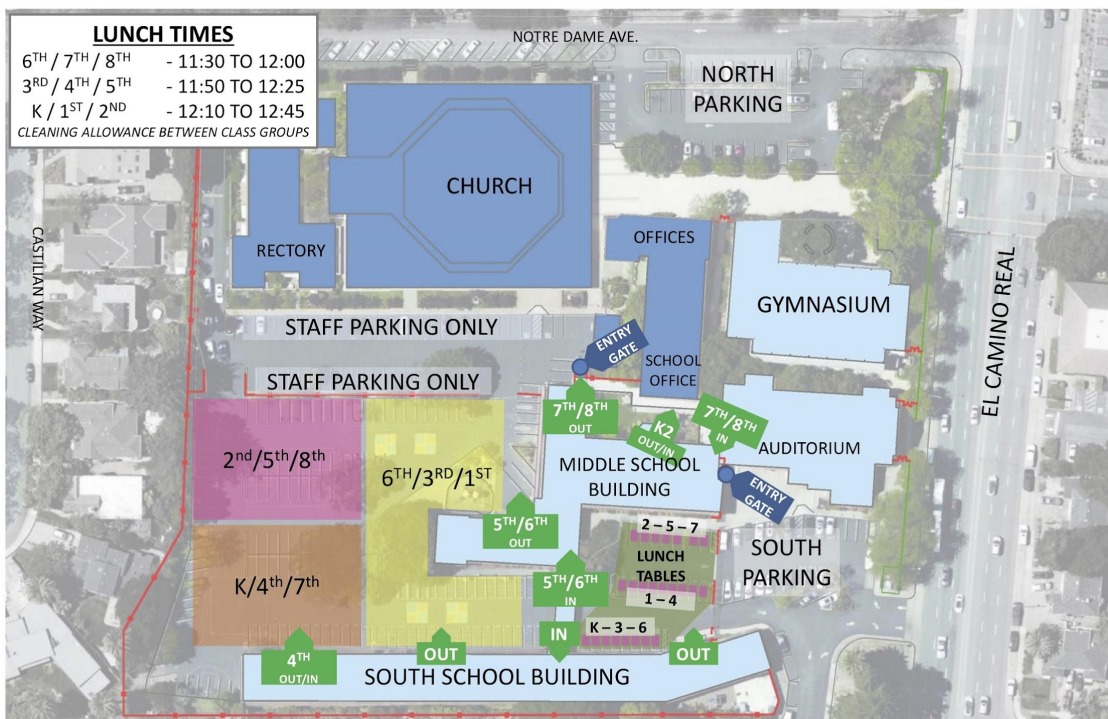 LUNCH TIMES
6TH / 7TH / 8TH - 11:30 TO 12:00
3RD / 4TH / 5TH - 11:50 TO 12:25
K / 1ST / 2ND - 12:10 TO 12:45
CLEANING ALLOWANCE BETWEEN CLASS GROUPS
NOTRE DAME AVE.
NORTH
PARKING
CHURCH
RECTORY
OFFICES
CASTILIAN WAY
EL CAMINO REAL
GYMNASIUM
STAFF PARKING ONLY
ENTRY
GATE
SCHOOL
OFFICE
STAFF PARKING ONLY
7TH/8TH
OUT
K2
OUT/IN
7TH/8TH
IN
AUDITORIUM
2nd/5th/8th
6TH/3RD/1ST
MIDDLE SCHOOL
BUILDING
ENTRY
GATE
5TH/6TH
OUT
2 – 5 – 7
LUNCH
TABLES
1 – 4
SOUTH
PARKING
K/4th/7th
5TH/6TH
IN
K – 3 – 6
IN
OUT
OUT
4TH
OUT/IN
SOUTH SCHOOL BUILDING